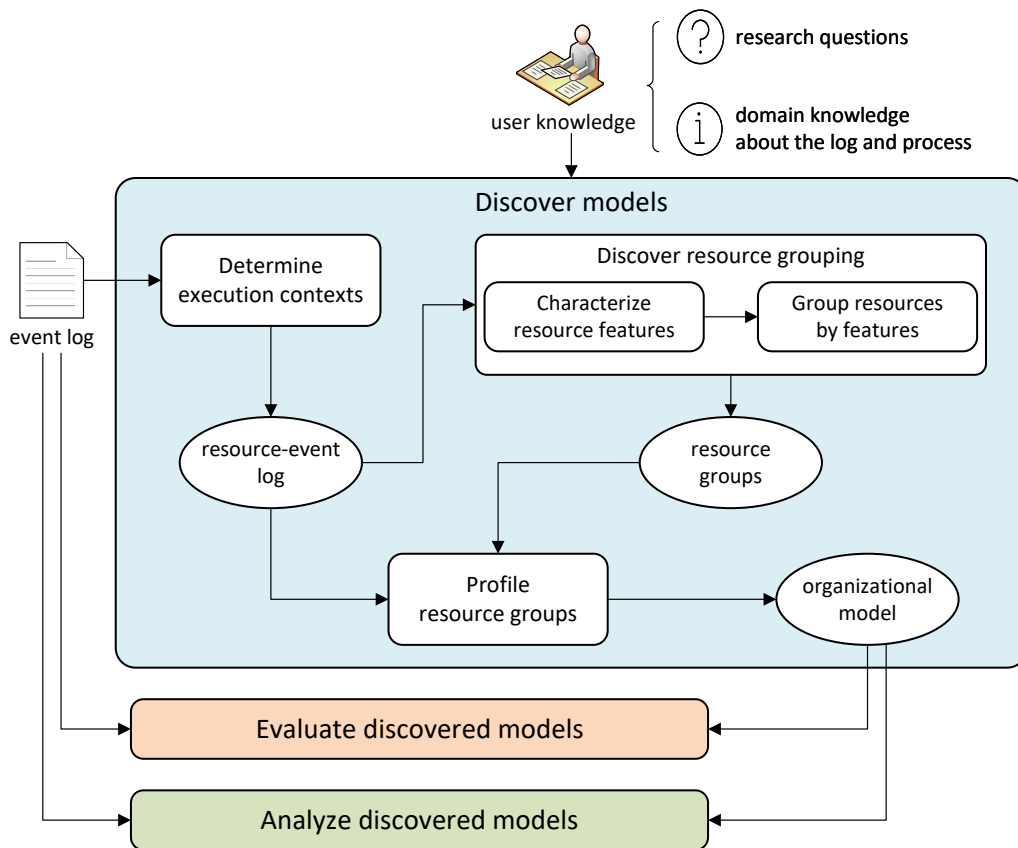 research questions
user knowledge
domain knowledge
about the log and process
Discover models
event log
Determine
execution contexts
Discover resource grouping
Characterize
resource features
Group resources
by features
resource-event
log
resource
groups
Profile
resource groups
organizational
model
Evaluate discovered models
Analyze discovered models